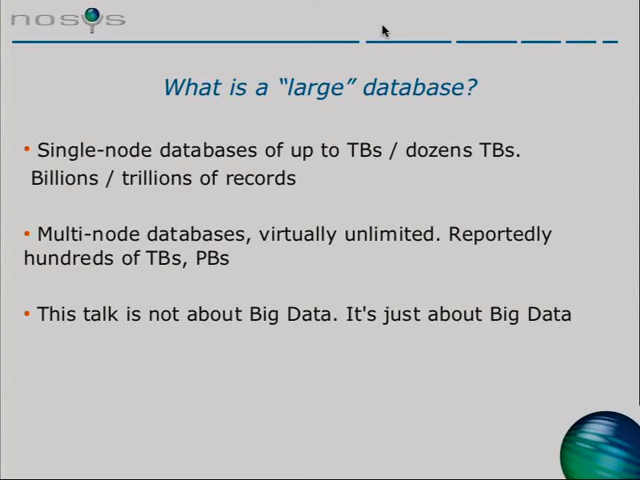 nosys
What is a “large” database?
• Single-node databases of up to TBs / dozens TBs.
Billions / trillions of records
• Multi-node databases, virtually unlimited. Reportedly
hundreds of TBs, PBs
• This talk is not about Big Data. It's just about Big Data